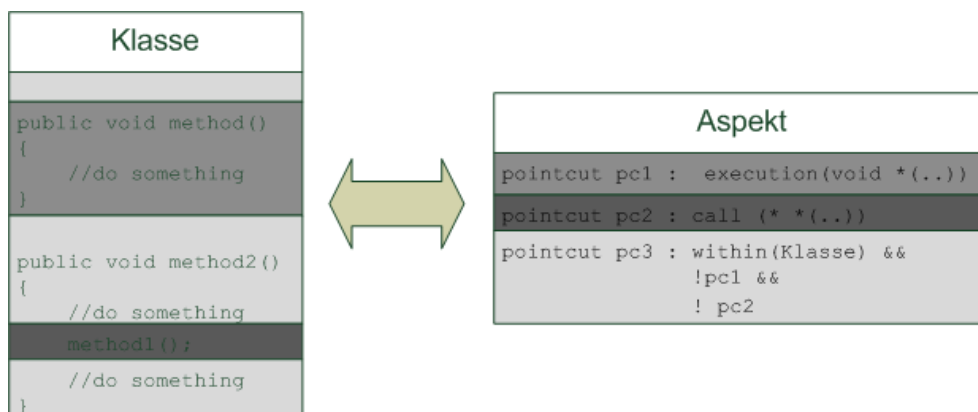 Klasse
public void method()
{
//do something
}
public void method2()
{
//do something
method1();
//do something
}
Aspekt
pointcut pc1 : execution(void *(..))
pointcut pc2 : call (* *(..))
pointcut pc3 : within(Klasse) &&
!pc1 &&
! pc2